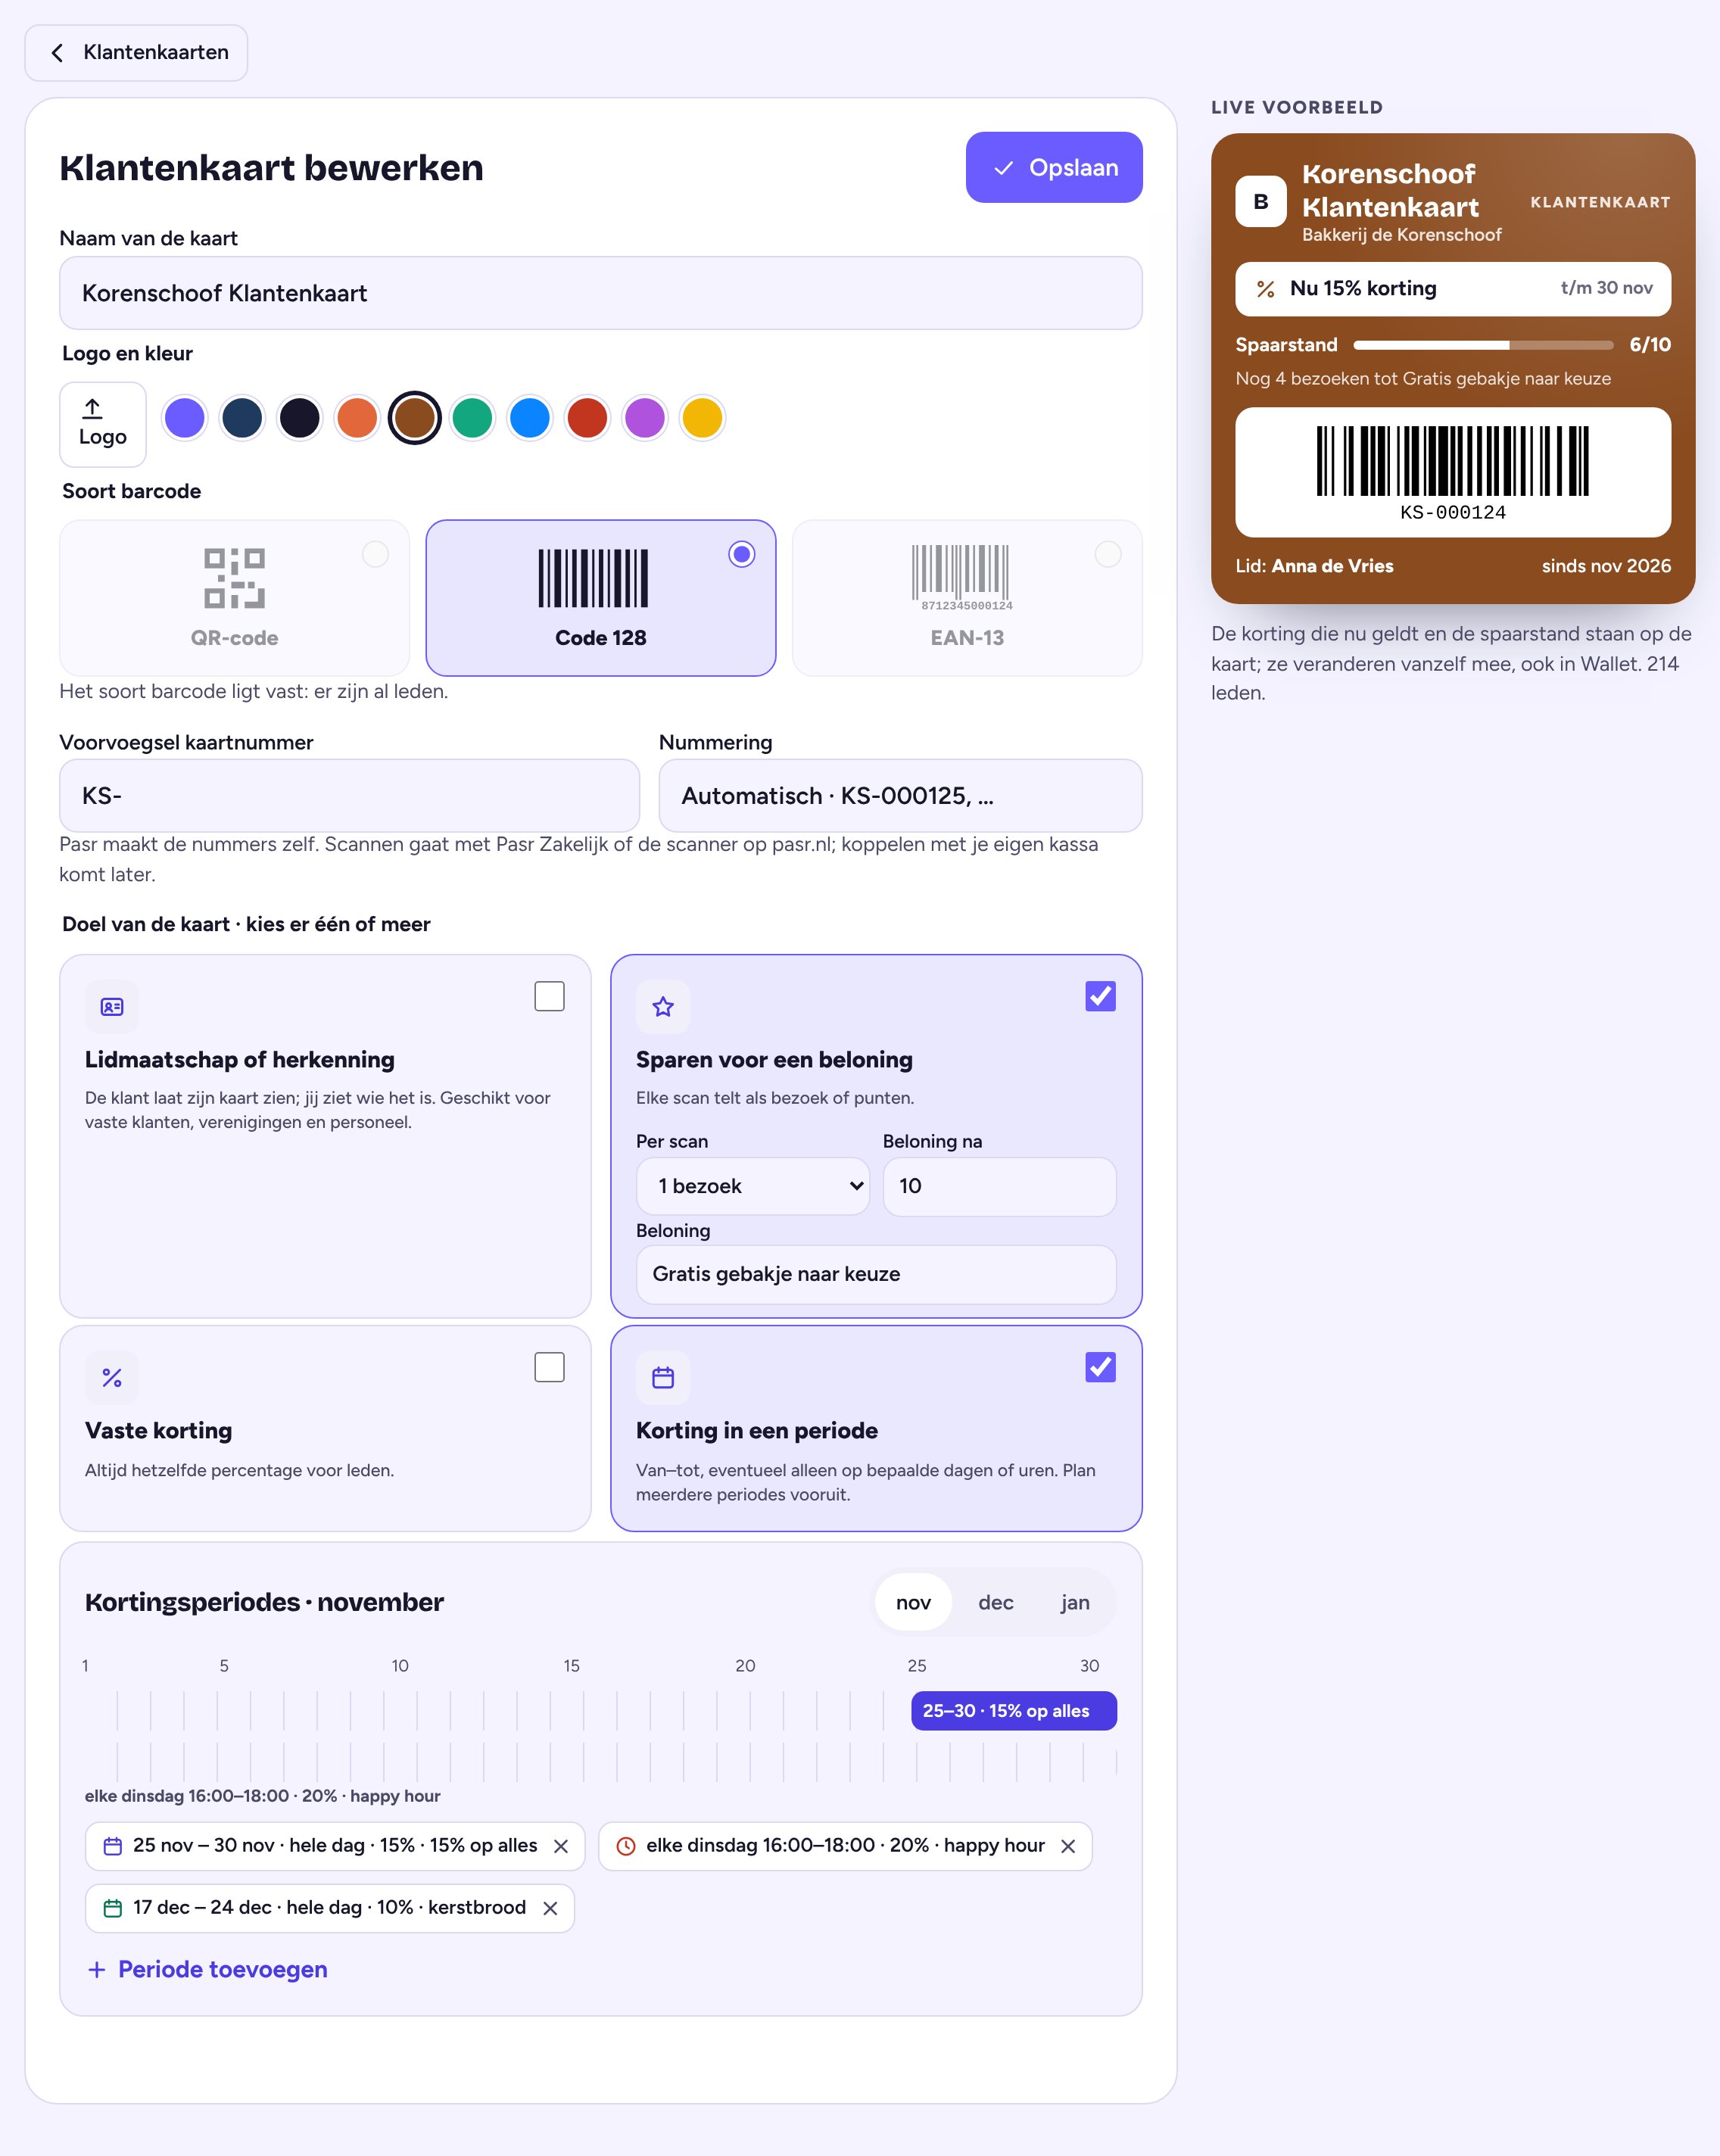 Klantenkaarten
Klantenkaart bewerken
Opslaan
Naam van de kaart
Korenschoof Klantenkaart
Logo en kleur
Logo
Soort barcode
QR-code
Code 128
8712345000124
EAN-13
Het soort barcode ligt vast: er zijn al leden.
Voorvoegsel kaartnummer
Nummering
KS-
Automatisch · KS-000125, ...
Pasr maakt de nummers zelf. Scannen gaat met Pasr Zakelijk of de scanner op pasr.nl; koppelen met je eigen kassa
komt later.
Doel van de kaart · kies er één of meer
Lidmaatschap of herkenning
De klant laat zijn kaart zien; jij ziet wie het is. Geschikt voor
vaste klanten, verenigingen en personeel.
Sparen voor een beloning
Elke scan telt als bezoek of punten.
Per scan
Beloning na
1 bezoek
10
Beloning
Gratis gebakje naar keuze
Vaste korting
Altijd hetzelfde percentage voor leden.
Korting in een periode
Van–tot, eventueel alleen op bepaalde dagen of uren. Plan
meerdere periodes vooruit.
Kortingsperiodes · november
nov dec jan
1 5 10 15 20 25 30
25–30 · 15% op alles
elke dinsdag 16:00–18:00 · 20% · happy hour
25 nov – 30 nov · hele dag · 15% · 15% op alles
elke dinsdag 16:00–18:00 · 20% · happy hour
17 dec – 24 dec · hele dag · 10% · kerstbrood
+ Periode toevoegen
LIVE VOORBEELD
B
Korenschoof
Klantenkaart
Bakkerij de Korenschoof
KLANTENKAART
% Nu 15% korting
t/m 30 nov
Spaarstand
6/10
Nog 4 bezoeken tot Gratis gebakje naar keuze
KS-000124
Lid: Anna de Vries
sinds nov 2026
De korting die nu geldt en de spaarstand staan op de
kaart; ze veranderen vanzelf mee, ook in Wallet. 214
leden.